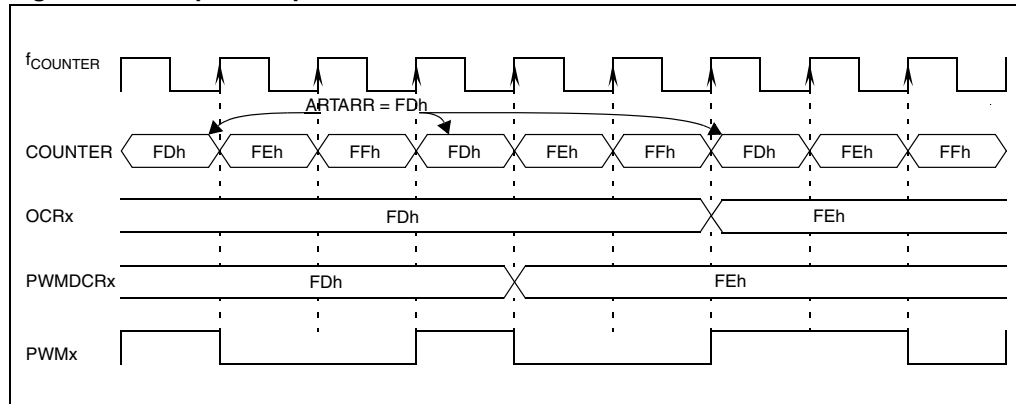 fCOUNTER
ARTARR = FDh
COUNTER FDh FEh FFh FDh FEh FFh FDh FEh FFh
OCRx FDh FEh
PWMDCRx FDh FEh
PWMx